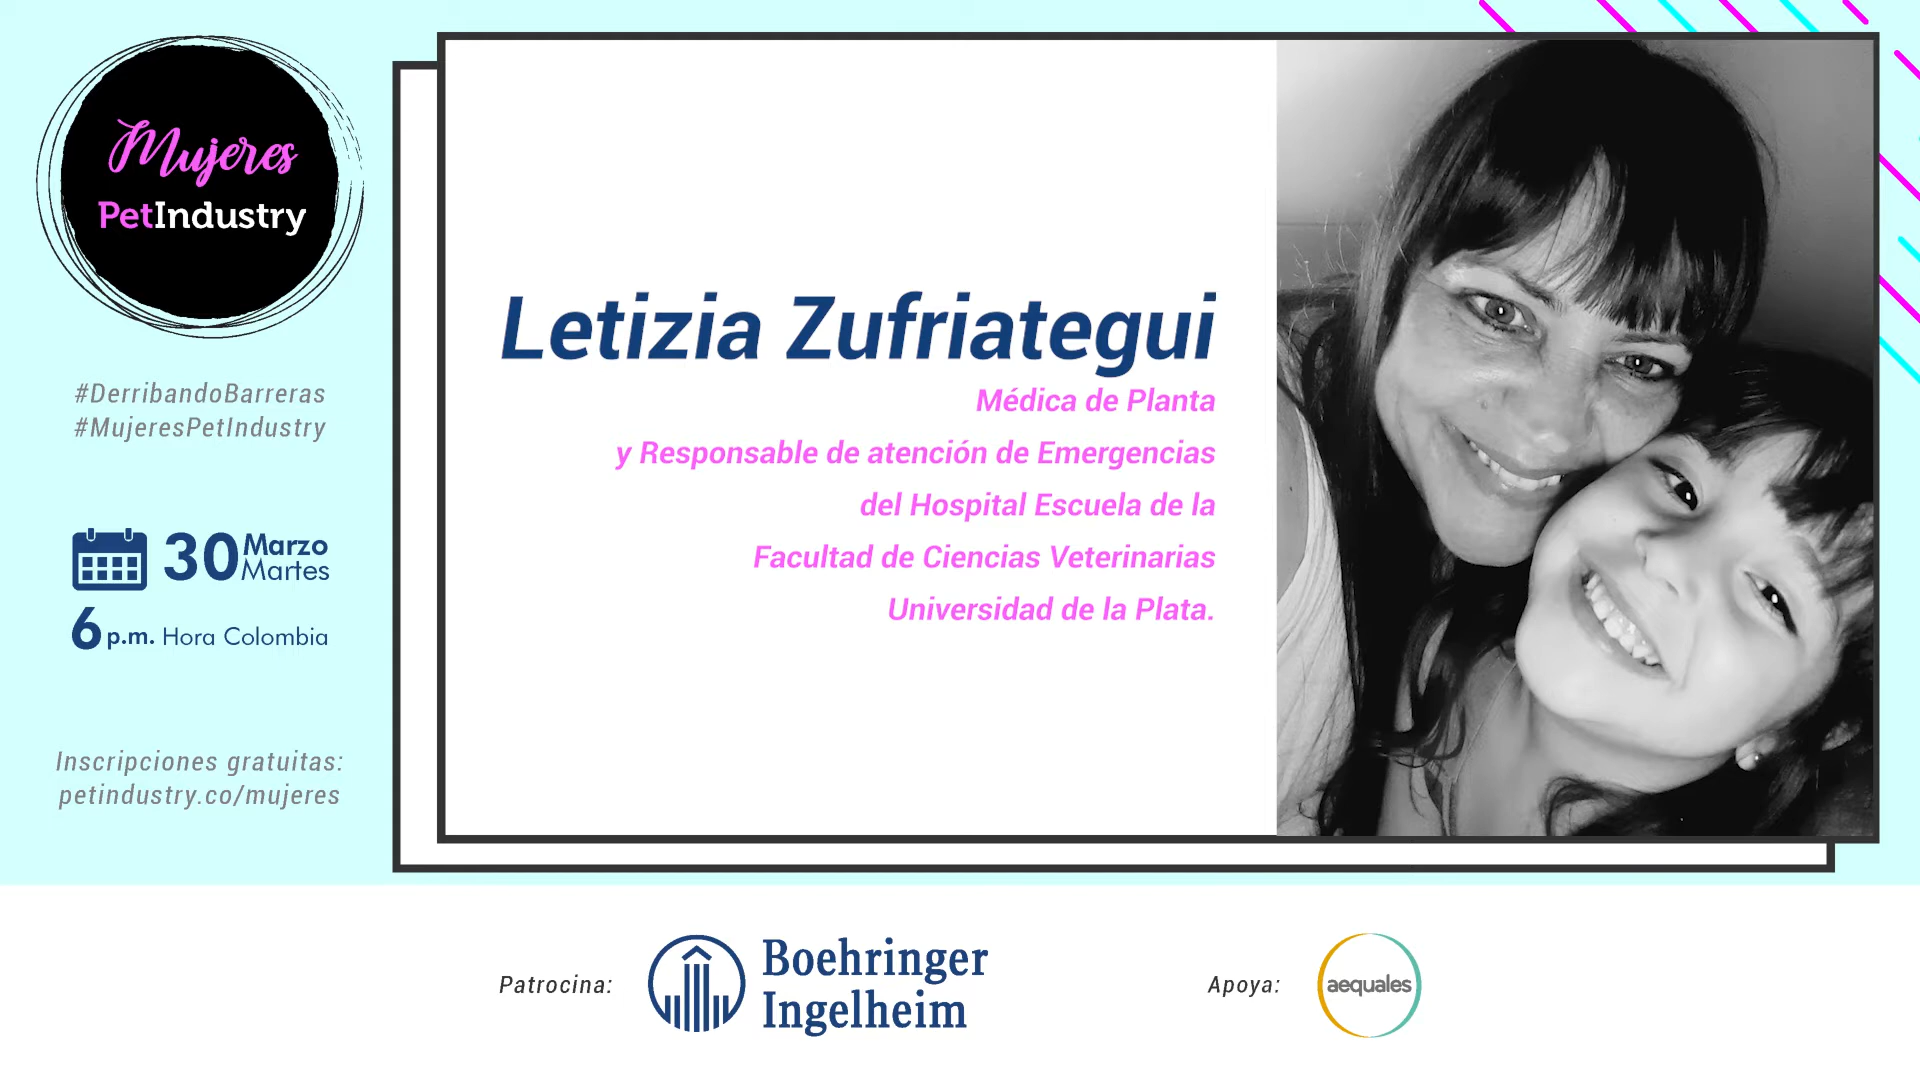 Mujeres
PetIndustry
#DerribandoBarreras
#MujeresPetIndustry
30 Marzo
Martes
6 p.m. Hora Colombia
Inscripciones gratuitas:
petindustry.co/mujeres
Letizia Zufriategui
Médica de Planta
y Responsable de atención de Emergencias
del Hospital Escuela de la
Facultad de Ciencias Veterinarias
Universidad de la Plata.
Patrocina:
Boehringer
Ingelheim
Apoya:
aequales